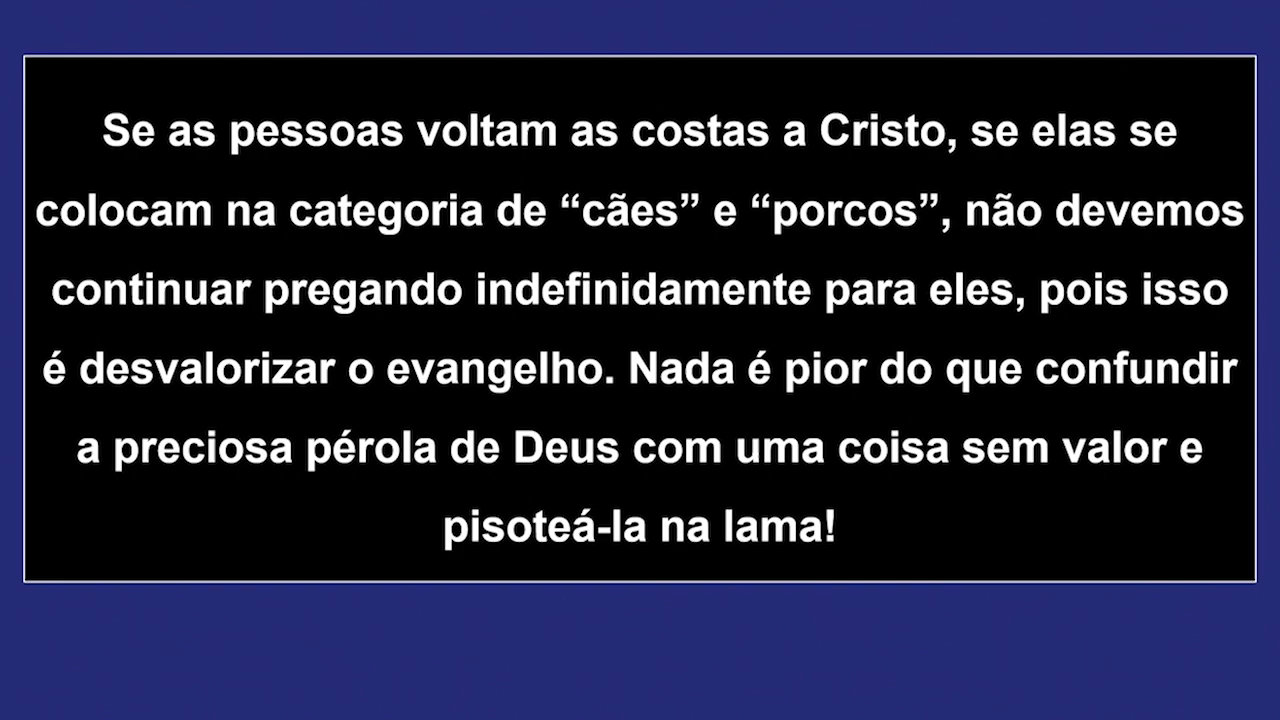 Se as pessoas voltam as costas a Cristo, se elas se
colocam na categoria de “cães” e “porcos”, não devemos
continuar pregando indefinidamente para eles, pois isso
é desvalorizar o evangelho. Nada é pior do que confundir
a preciosa pérola de Deus com uma coisa sem valor e
pisoteá-la na lama!